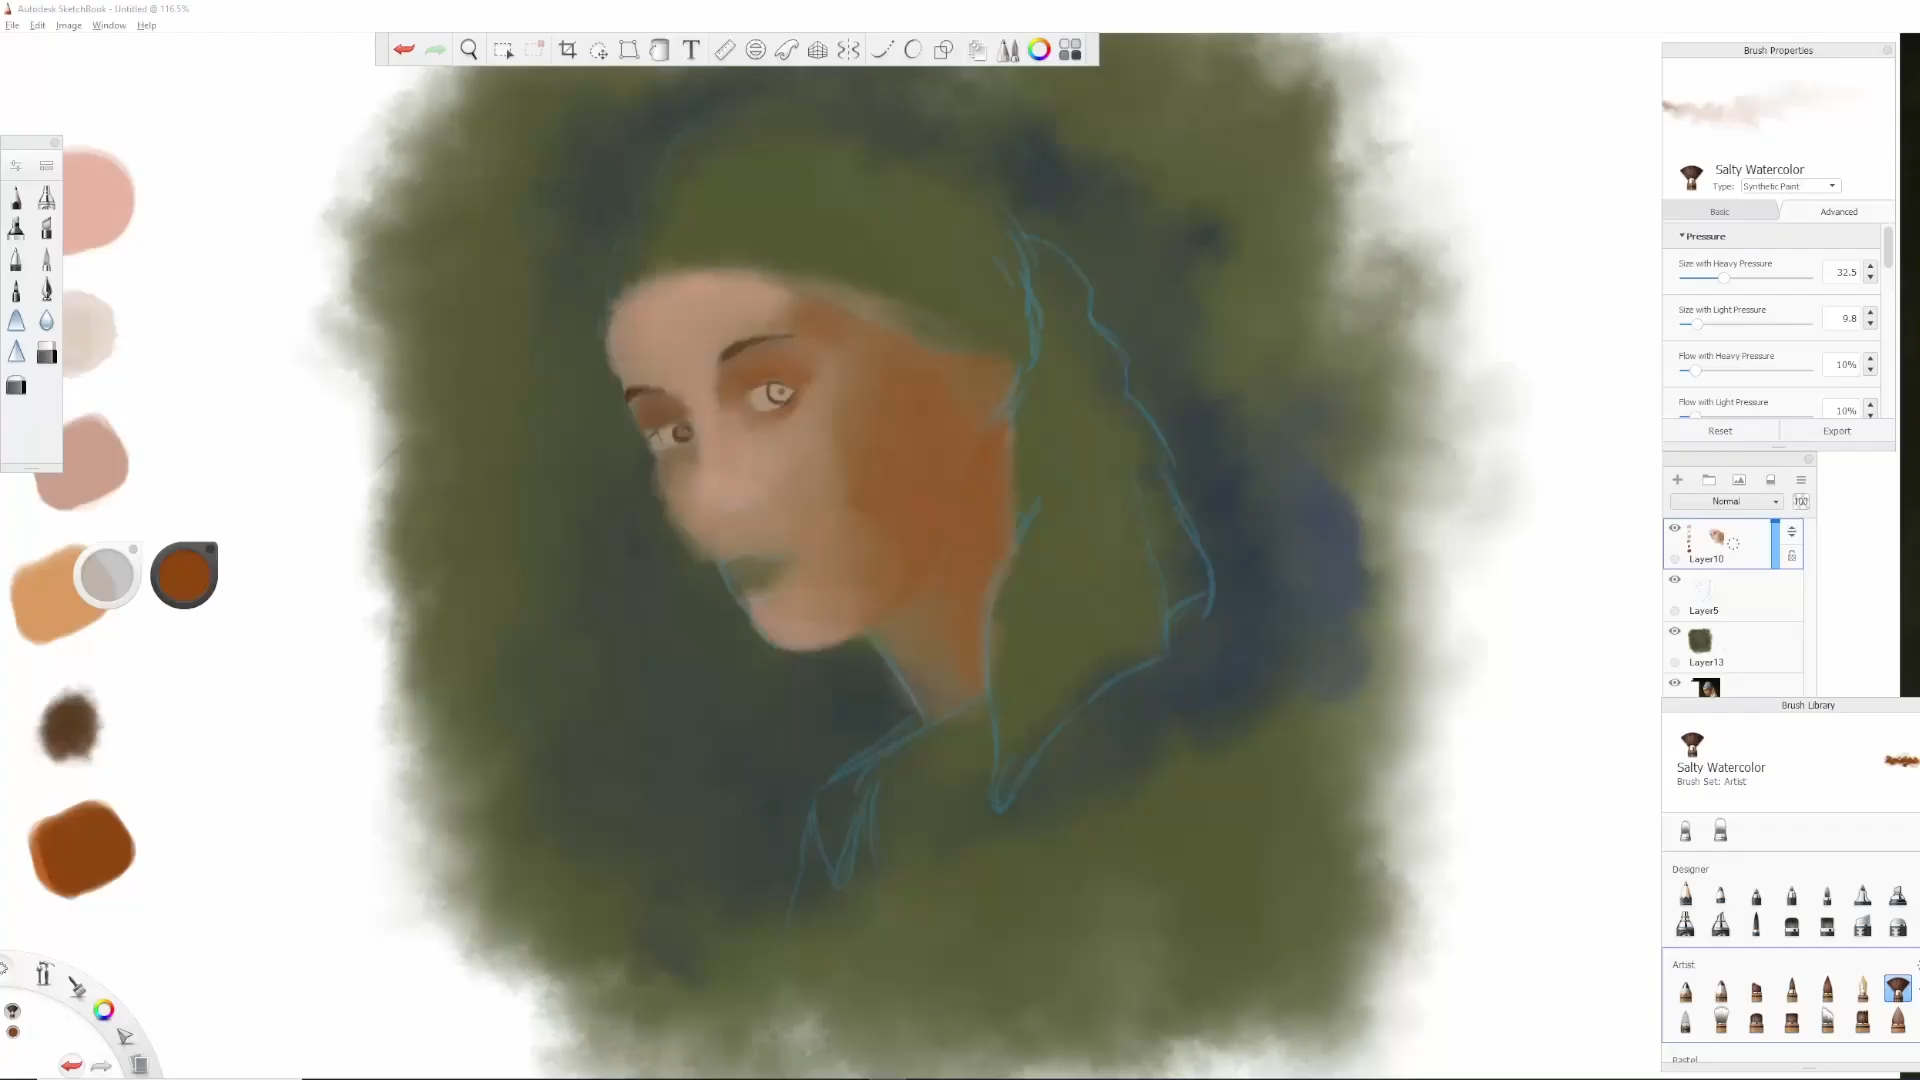 Autodesk SketchBook - Untitled @ 116.5%
File Edit Image Window Help
T
Brush Properties
Salty Watercolor
Type: Synthetic Paint
Basic Advanced
Pressure
Size with Heavy Pressure
32.5
Size with Light Pressure
9.8
Flow with Heavy Pressure
10%
Flow with Light Pressure
10%
Reset Export
Normal 100
Layer10
Layer5
Layer13
Brush Library
Salty Watercolor
Brush Set: Artist
Designer
Artist
Pastel